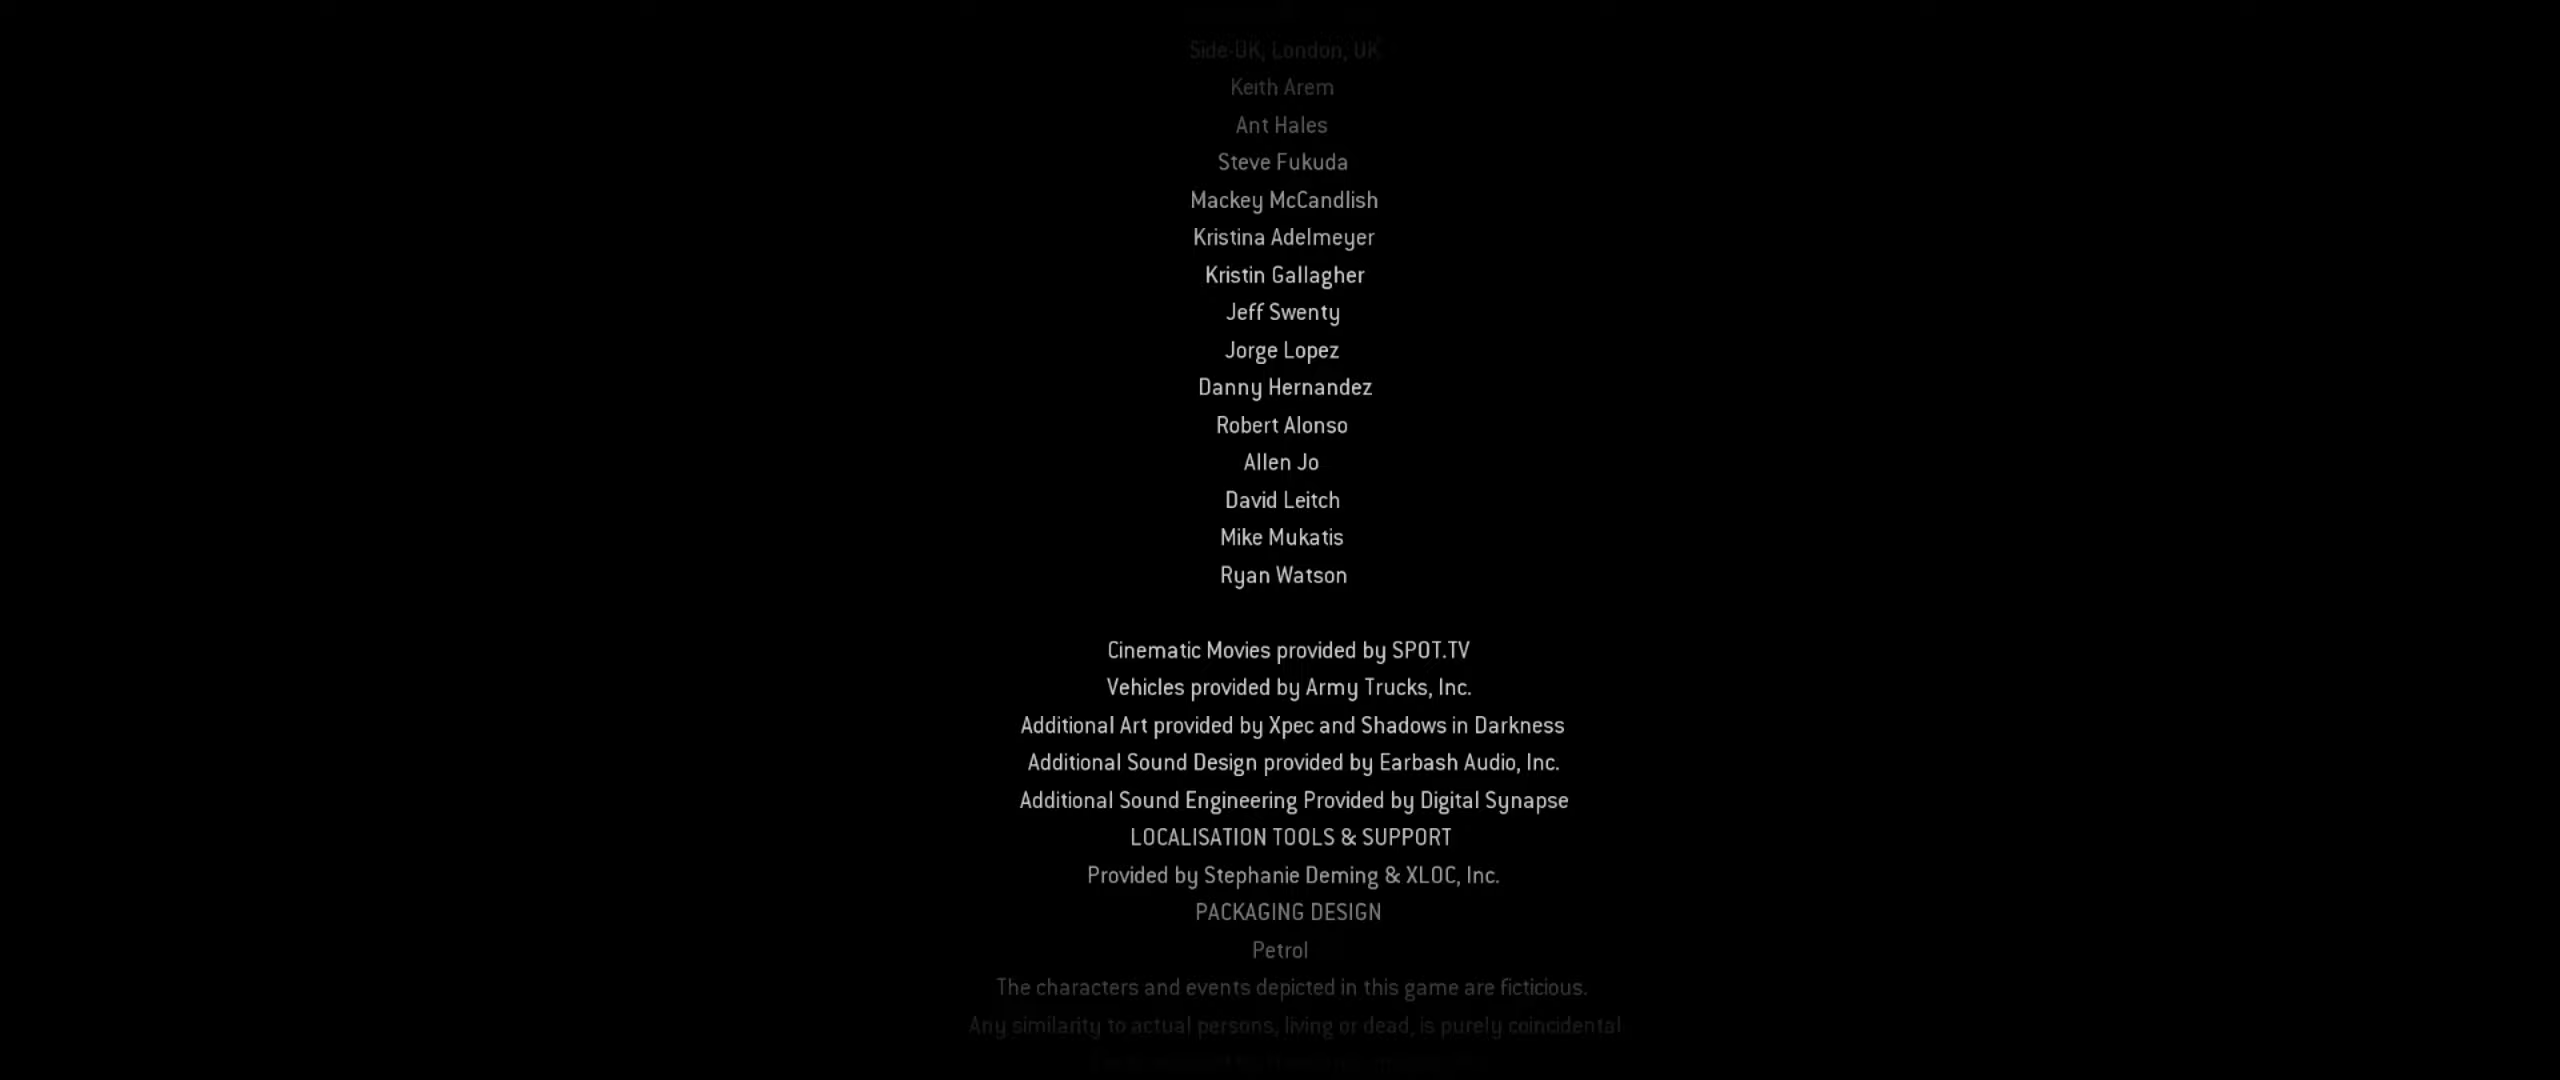 Side-UK, London, UK
Keith Arem
Ant Hales
Steve Fukuda
Mackey McCandlish
Kristina Adelmeyer
Kristin Gallagher
Jeff Swenty
Jorge Lopez
Danny Hernandez
Robert Alonso
Allen Jo
David Leitch
Mike Mukatis
Ryan Watson
Cinematic Movies provided by SPOT.TV
Vehicles provided by Army Trucks, Inc.
Additional Art provided by Xpec and Shadows in Darkness
Additional Sound Design provided by Earbash Audio, Inc.
Additional Sound Engineering Provided by Digital Synapse
LOCALISATION TOOLS & SUPPORT
Provided by Stephanie Deming & XLOC, Inc.
PACKAGING DESIGN
Petrol
The characters and events depicted in this game are ficticious.
Any similarity to actual persons, living or dead, is purely coincidental